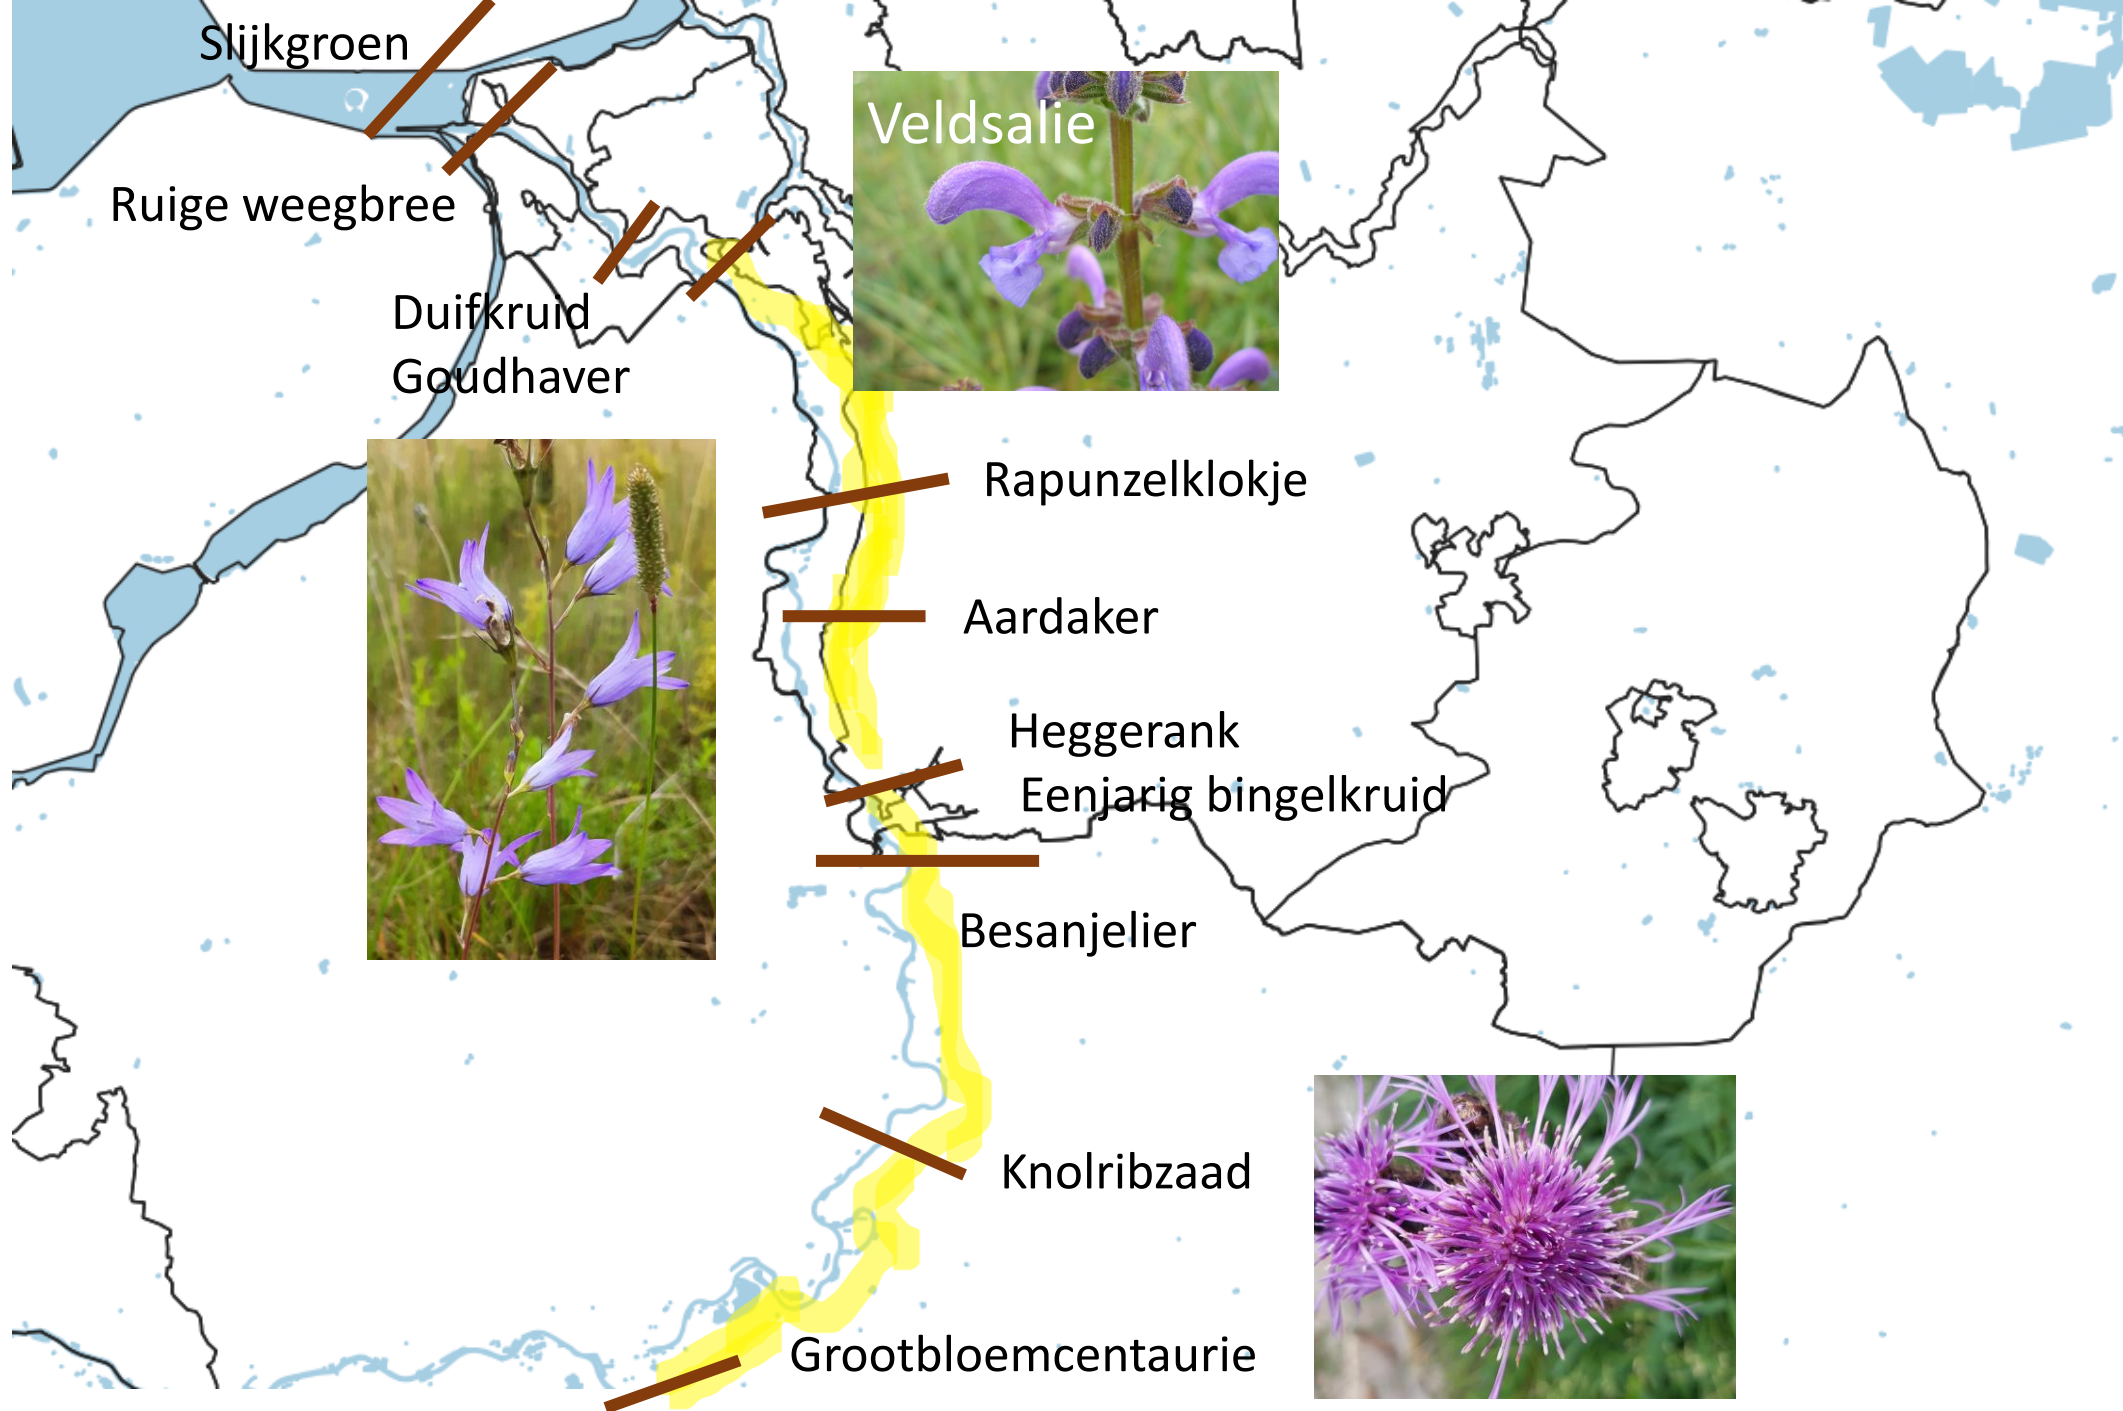 Slijkgroen
Veldsalie
Ruige weegbree
Duifkruid
Goudhaver
Rapunzelklokje
Aardaker
Heggerank
Eenjarig bingelkruid
Besanjelier
Knolribzaad
Grootbloemcentaurie